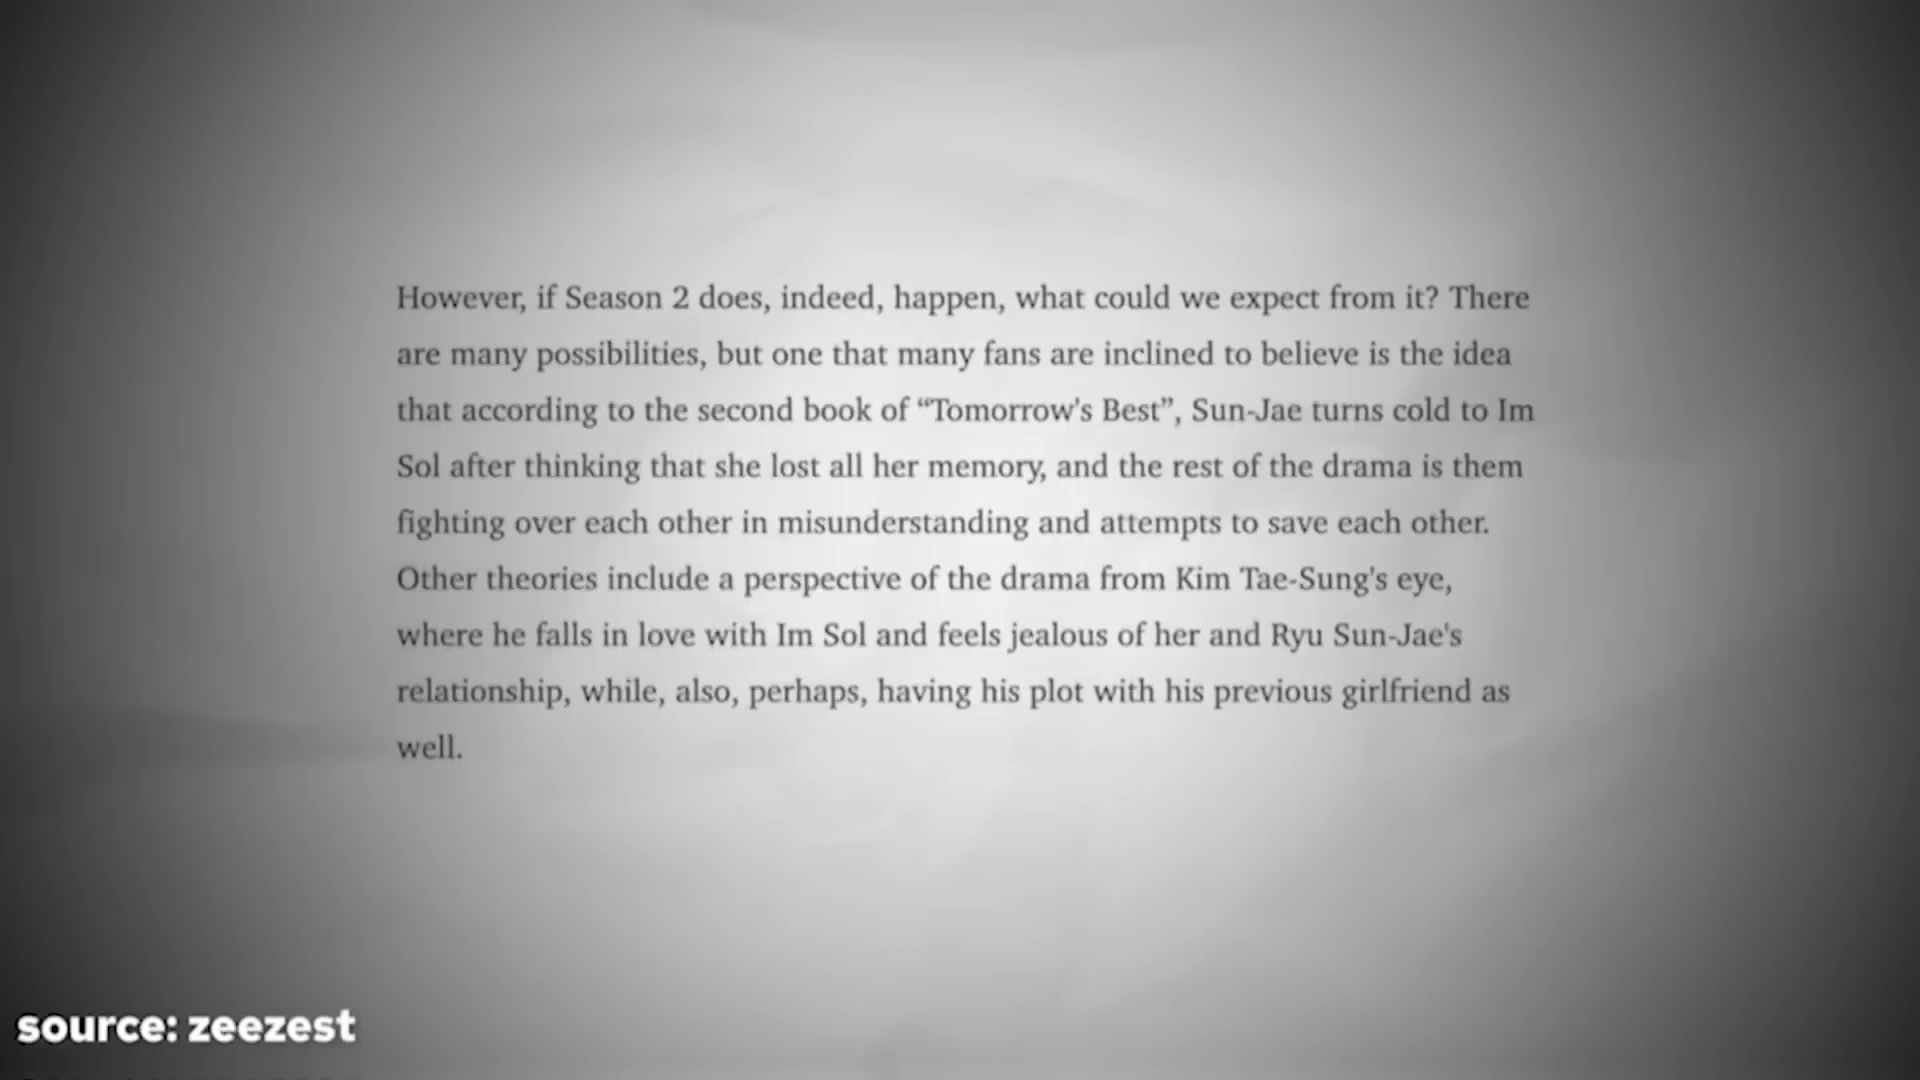 However, if Season 2 does, indeed, happen, what could we expect from it? There
are many possibilities, but one that many fans are inclined to believe is the idea
that according to the second book of “Tomorrow's Best”, Sun-Jae turns cold to Im
Sol after thinking that she lost all her memory, and the rest of the drama is them
fighting over each other in misunderstanding and attempts to save each other.
Other theories include a perspective of the drama from Kim Tae-Sung's eye,
where he falls in love with Im Sol and feels jealous of her and Ryu Sun-Jae's
relationship, while, also, perhaps, having his plot with his previous girlfriend as
well.
source: zeezest